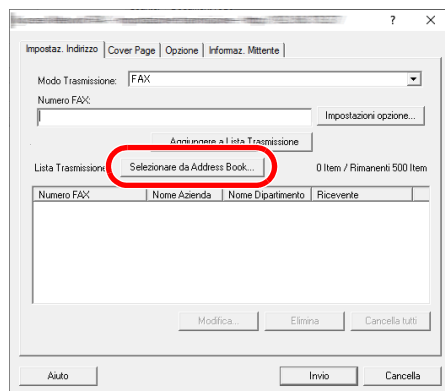 ? X
Impostaz. Indirizzo Cover Page Opzione Informaz. Mittente
Modo Trasmissione: FAX
Numero FAX:
Impostazioni opzione...
Aggiungere a Lista Trasmissione
Lista Trasmissione Selezionare da Address Book... 0 Item / Rimanenti 500 Item
Numero FAX Nome Azienda Nome Dipartimento Ricevente
Modifica... Elimina Cancella tutti
Aiuto Invio Cancella